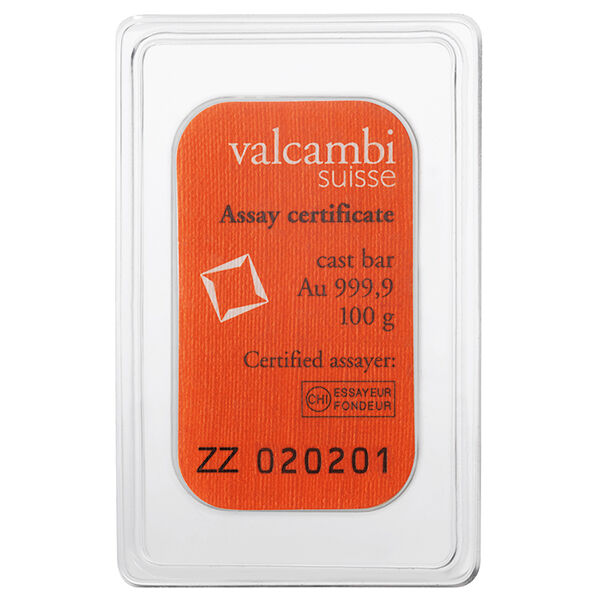 valcambi
suisse
Assay certificate
cast bar
Au 999,9
100 g
Certified assayer:
CHI ESSAYEUR
FONDEUR
ZZ 020201